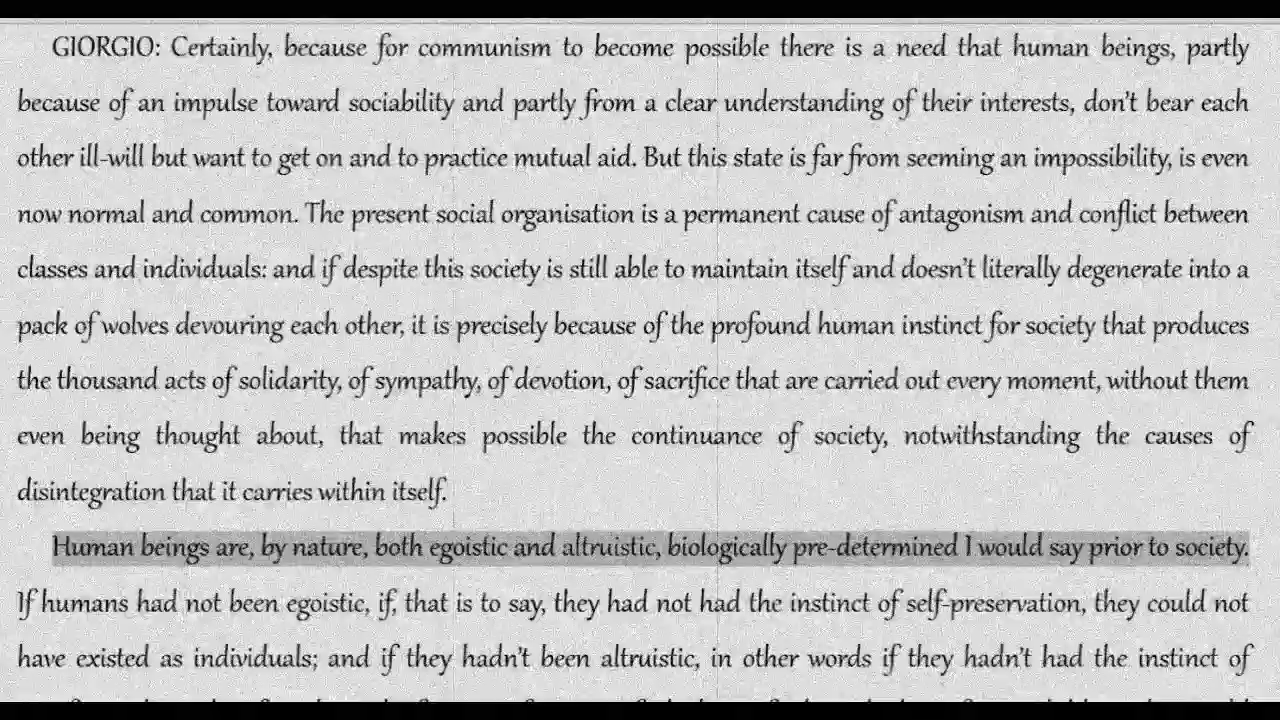 GIORGIO: Certainly, because for communism to become possible there is a need that human beings, partly
because of an impulse toward sociability and partly from a clear understanding of their interests, don't bear each
other ill-will but want to get on and to practice mutual aid. But this state is far from seeming an impossibility, is even
now normal and common. The present social organisation is a permanent cause of antagonism and conflict between
classes and individuals: and if despite this society is still able to maintain itself and doesn't literally degenerate into a
pack of wolves devouring each other, it is precisely because of the profound human instinct for society that produces
the thousand acts of solidarity, of sympathy, of devotion, of sacrifice that are carried out every moment, without them
even being thought about, that makes possible the continuance of society, notwithstanding the causes of
disintegration that it carries within itself.
Human beings are, by nature, both egoistic and altruistic, biologically pre-determined I would say prior to society.
If humans had not been egoistic, if, that is to say, they had not had the instinct of self-preservation, they could not
have existed as individuals; and if they hadn't been altruistic, in other words if they hadn't had the instinct of